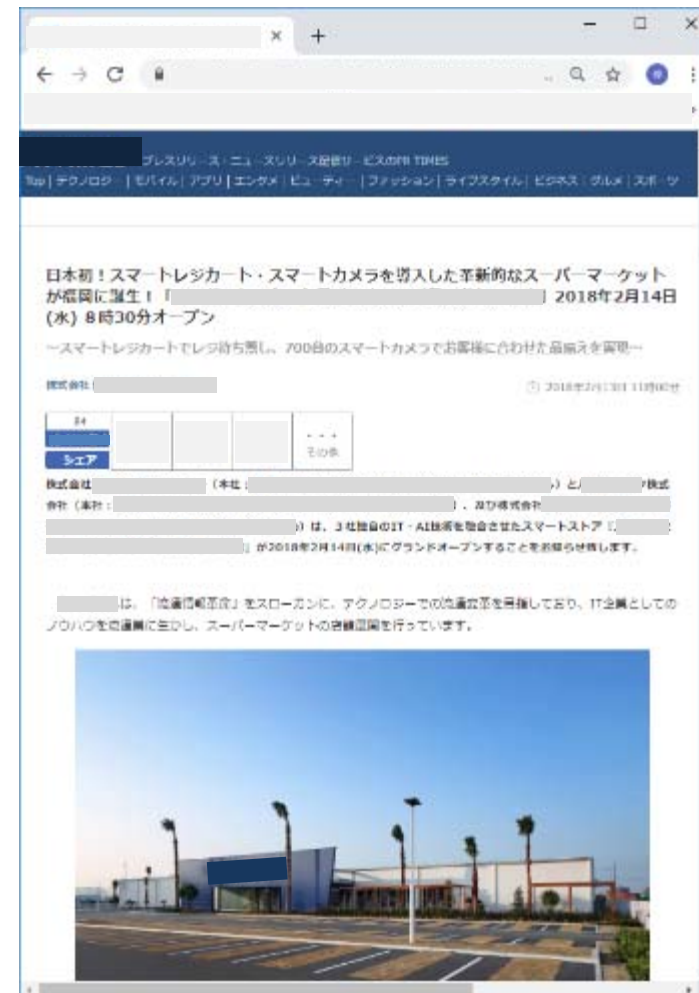 プレスリリース・ニュースリリース配信サービスのPR TIMES
Top | テクノロジー | モバイル | アプリ | エンタメ | ビューティー | ファッション | ライフスタイル | ビジネス | グルメ | スポーツ
日本初！スマートレジカート・スマートカメラを導入した革新的なスーパーマーケット
が福岡に誕生！「 」2018年2月14日
(水) 8時30分オープン
～スマートレジカートでレジ待ち無し、700台のスマートカメラでお客様に合わせた品揃えを実現～
株式会社
2018年2月13日 11時00分
84
シェア
その他
株式会社 （本社： ）と 株式
会社（本社： ）、及び株式会社
）は、3社独自のIT・AI技術を融合させたスマートストア「
」が2018年2月14日(水)にグランドオープンすることをお知らせ致します。
は、「流通情報革命」をスローガンに、テクノロジーでの流通変革を目指しており、IT企業としての
ノウハウを流通業に生かし、スーパーマーケットの店舗展開を行っています。